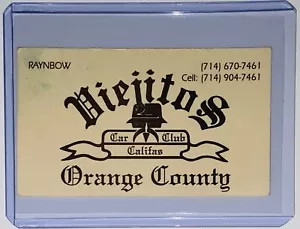 RAYNBOW
(714) 670-7461
Cell: (714) 904-7461
Viejitos
Car Club
Califas
Orange County